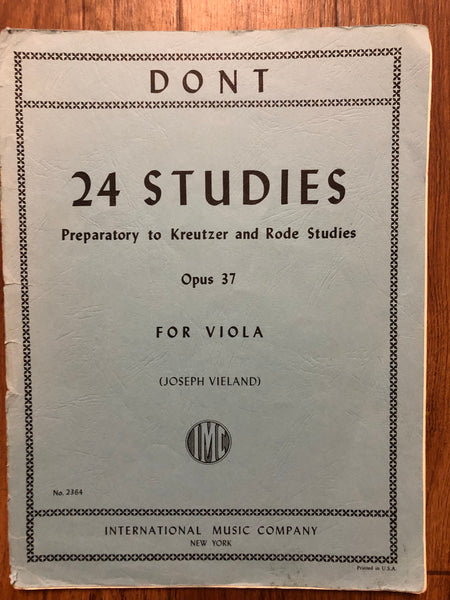 DONT
24 STUDIES
Preparatory to Kreutzer and Rode Studies
Opus 37
FOR VIOLA
(JOSEPH VIELAND)
IMC
No. 2364
INTERNATIONAL MUSIC COMPANY
NEW YORK
Printed in U.S.A.